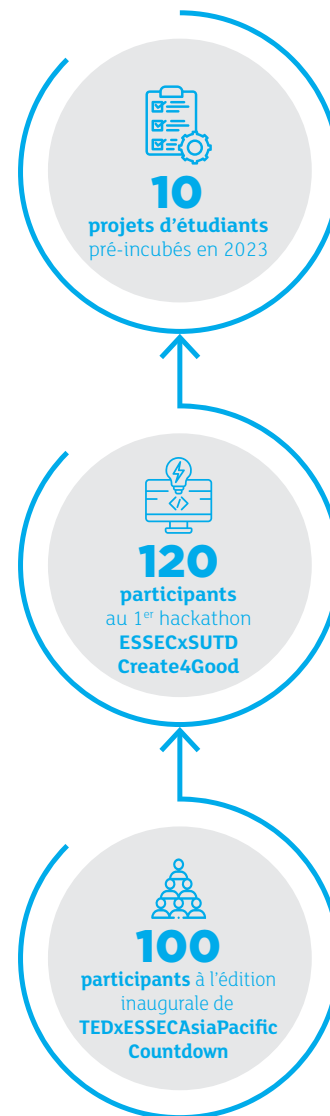 10
projets d'étudiants
pré-incubés en 2023
</>
120
participants
au 1er hackathon
ESSECxSUTD
Create4Good
100
participants à l'édition
inaugurale de
TEDxESSECAsiaPacific
Countdown